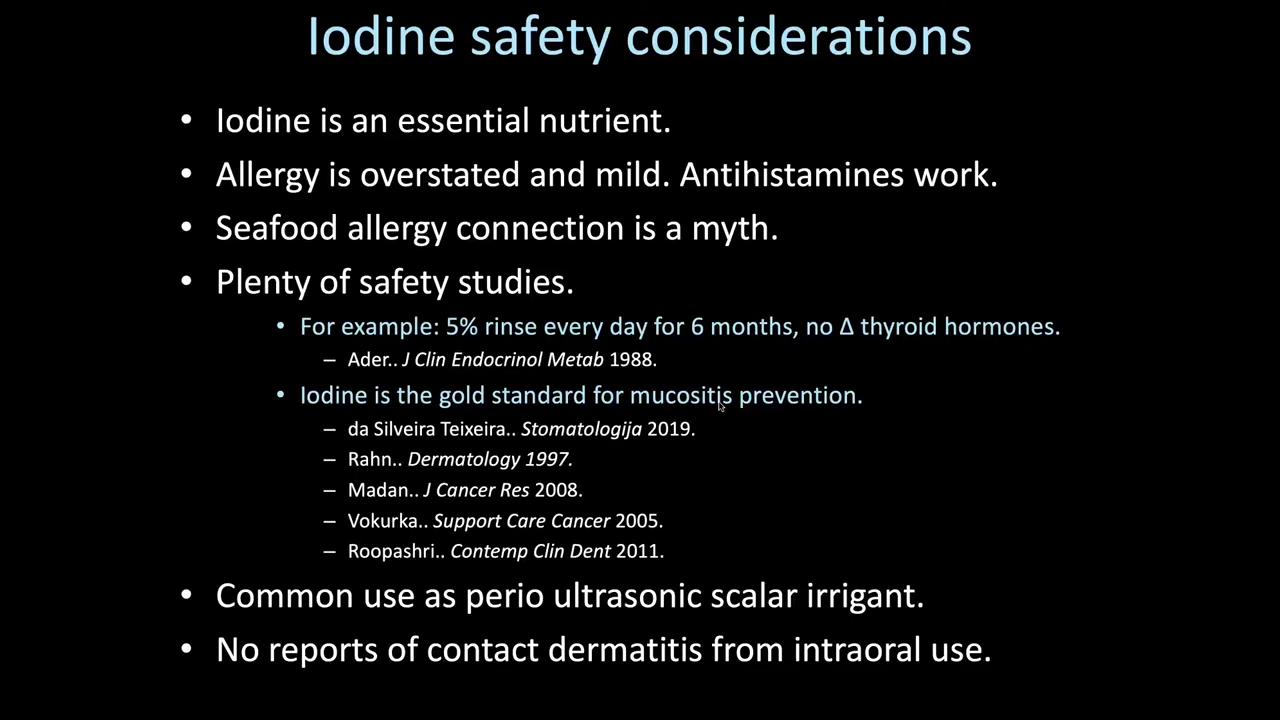 Iodine safety considerations
• Iodine is an essential nutrient.
• Allergy is overstated and mild. Antihistamines work.
• Seafood allergy connection is a myth.
• Plenty of safety studies.
• For example: 5% rinse every day for 6 months, no Δ thyroid hormones.
– Ader.. J Clin Endocrinol Metab 1988.
• Iodine is the gold standard for mucositis prevention.
– da Silveira Teixeira.. Stomatologija 2019.
– Rahn.. Dermatology 1997.
– Madan.. J Cancer Res 2008.
– Vokurka.. Support Care Cancer 2005.
– Roopashri.. Contemp Clin Dent 2011.
• Common use as perio ultrasonic scalar irrigant.
• No reports of contact dermatitis from intraoral use.